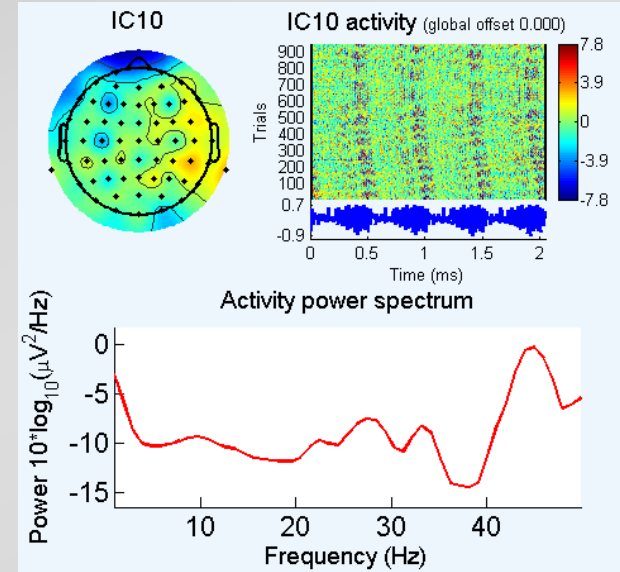 IC10
IC10 activity (global offset 0.000)
Trials
900
800
700
600
500
400
300
200
100
0.7
-0.9
0 0.5 1 1.5 2
Time (ms)
7.8
3.9
0
-3.9
-7.8
Activity power spectrum
Power 10*log₁₀(μV²/Hz)
0
-5
-10
-15
10 20 30 40
Frequency (Hz)